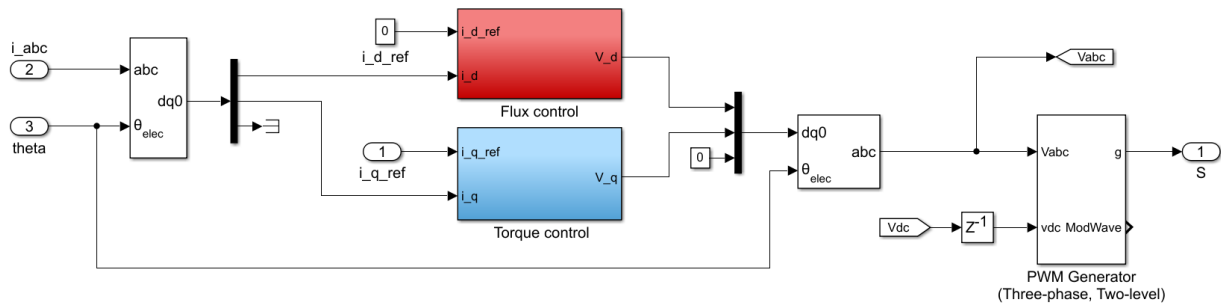 i_abc
2
3
theta
abc
dq0
θelec
0
i_d_ref
i_d_ref
i_d
V_d
Flux control
1
i_q_ref
i_q_ref
i_q
V_q
Torque control
0
dq0
θelec
abc
Vabc
Vdc
Z-1
Vabc
g
vdc ModWave
PWM Generator
(Three-phase, Two-level)
1
S